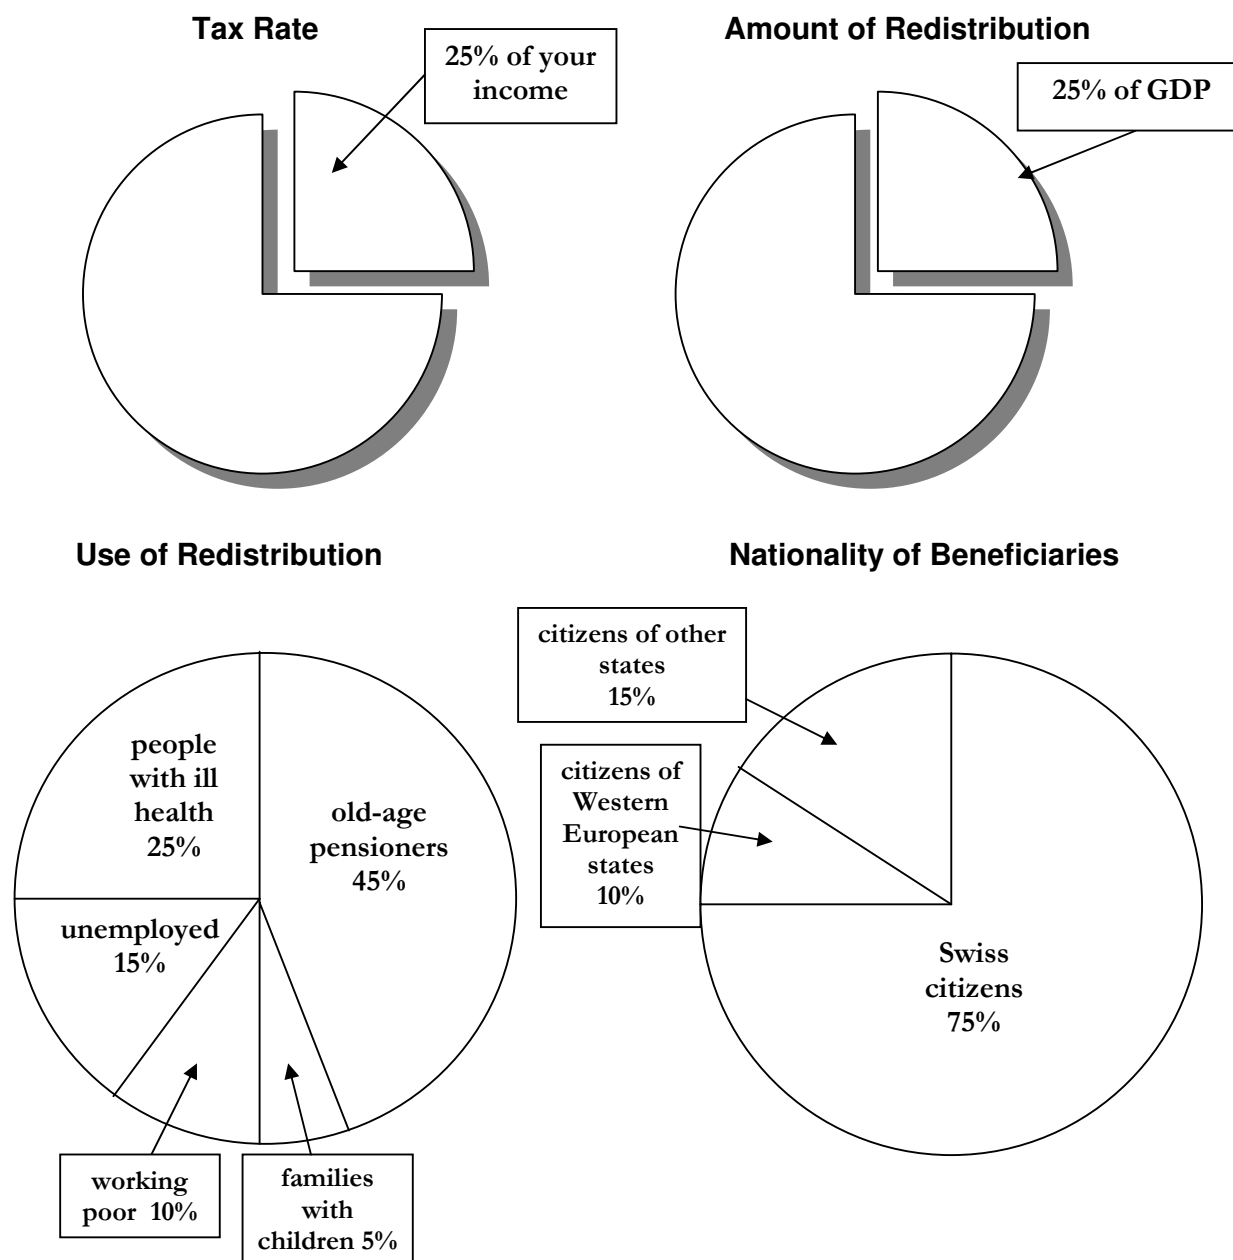 Tax Rate
25% of your
income
Amount of Redistribution
25% of GDP
Use of Redistribution
people
with ill
health
25%
old-age
pensioners
45%
unemployed
15%
working
poor 10%
families
with
children 5%
Nationality of Beneficiaries
citizens of other
states
15%
citizens of
Western
European
states
10%
Swiss
citizens
75%